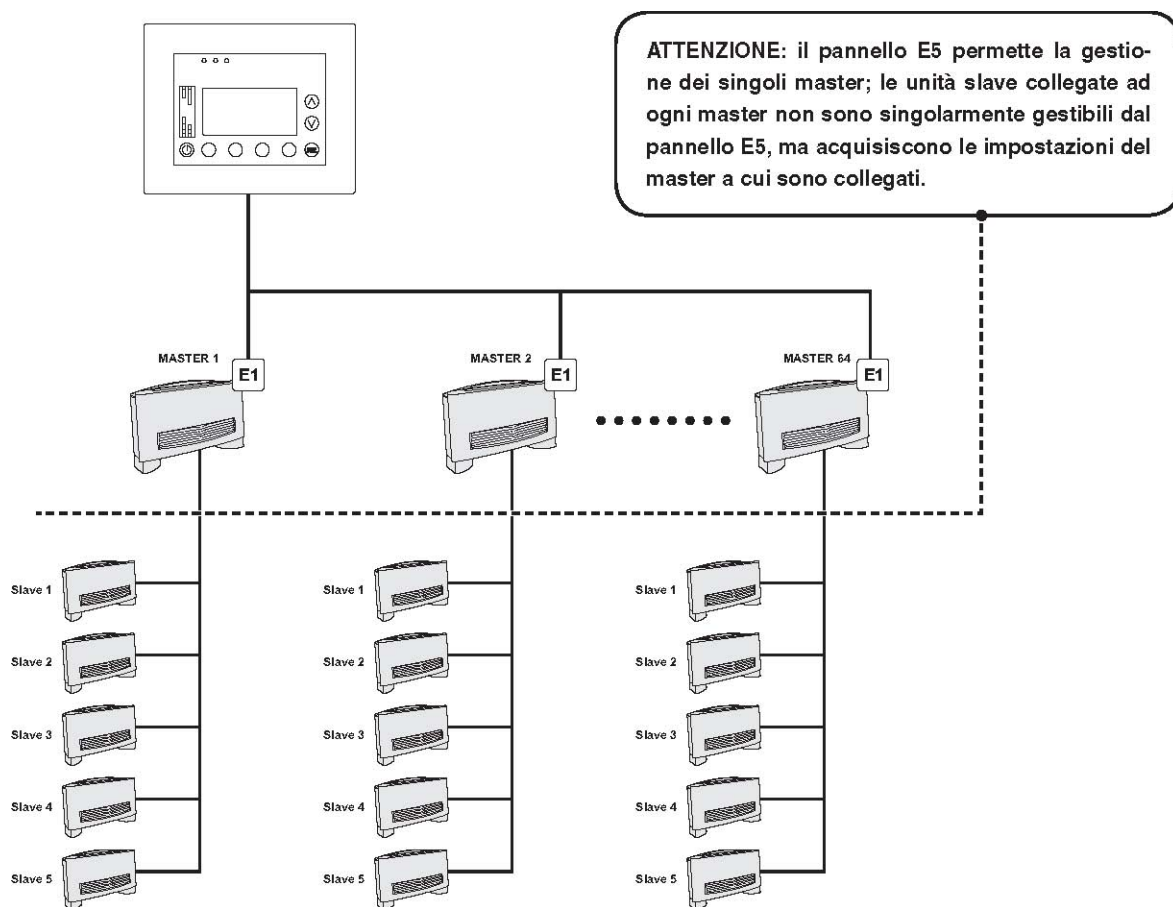 ATTENZIONE: il pannello E5 permette la gestio-
ne dei singoli master; le unità slave collegate ad
ogni master non sono singolarmente gestibili dal
pannello E5, ma acquisiscono le impostazioni del
master a cui sono collegati.
MASTER 1
E1
MASTER 2
E1
MASTER 64
E1
Slave 1
Slave 1
Slave 1
Slave 2
Slave 2
Slave 2
Slave 3
Slave 3
Slave 3
Slave 4
Slave 4
Slave 4
Slave 5
Slave 5
Slave 5